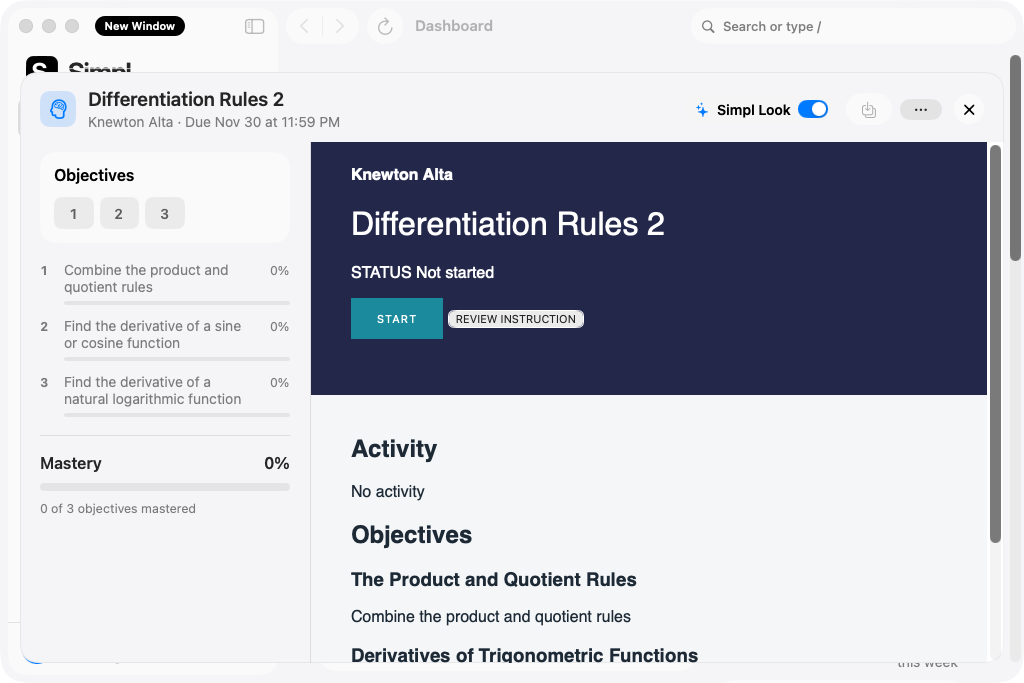 New Window
Dashboard
Search or type /
Simpl
Differentiation Rules 2
Knewton Alta · Due Nov 30 at 11:59 PM
Simpl Look
Objectives
1 2 3
1 Combine the product and quotient rules 0%
2 Find the derivative of a sine or cosine function 0%
3 Find the derivative of a natural logarithmic function 0%
Mastery 0%
0 of 3 objectives mastered
Knewton Alta
Differentiation Rules 2
STATUS Not started
START REVIEW INSTRUCTION
Activity
No activity
Objectives
The Product and Quotient Rules
Combine the product and quotient rules
Derivatives of Trigonometric Functions
this week